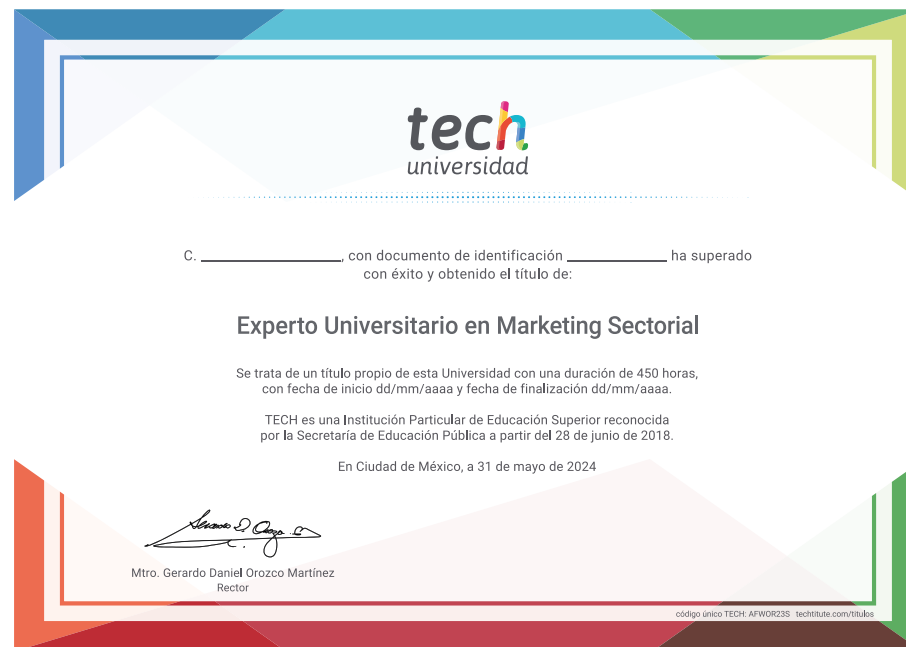 tech
universidad
C. ____________________, con documento de identificación ______________ ha superado
con éxito y obtenido el título de:
Experto Universitario en Marketing Sectorial
Se trata de un título propio de esta Universidad con una duración de 450 horas,
con fecha de inicio dd/mm/aaaa y fecha de finalización dd/mm/aaaa.
TECH es una Institución Particular de Educación Superior reconocida
por la Secretaría de Educación Pública a partir del 28 de junio de 2018.
En Ciudad de México, a 31 de mayo de 2024
Mtro. Gerardo Daniel Orozco Martínez
Rector
código único TECH: AFWOR23S techtitute.com/titulos